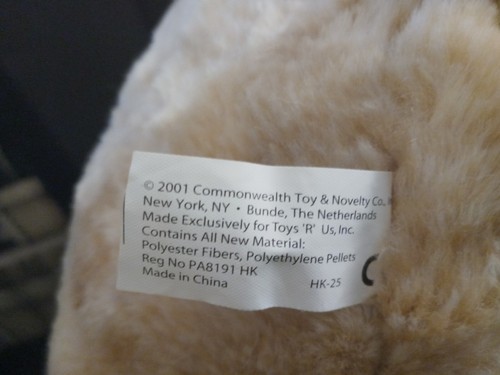 © 2001 Commonwealth Toy & Novelty Co.,
New York, NY • Bunde, The Netherlands
Made Exclusively for Toys 'R' Us, Inc.
Contains All New Material:
Polyester Fibers, Polyethylene Pellets
Reg No PA8191 HK
Made in China HK-25